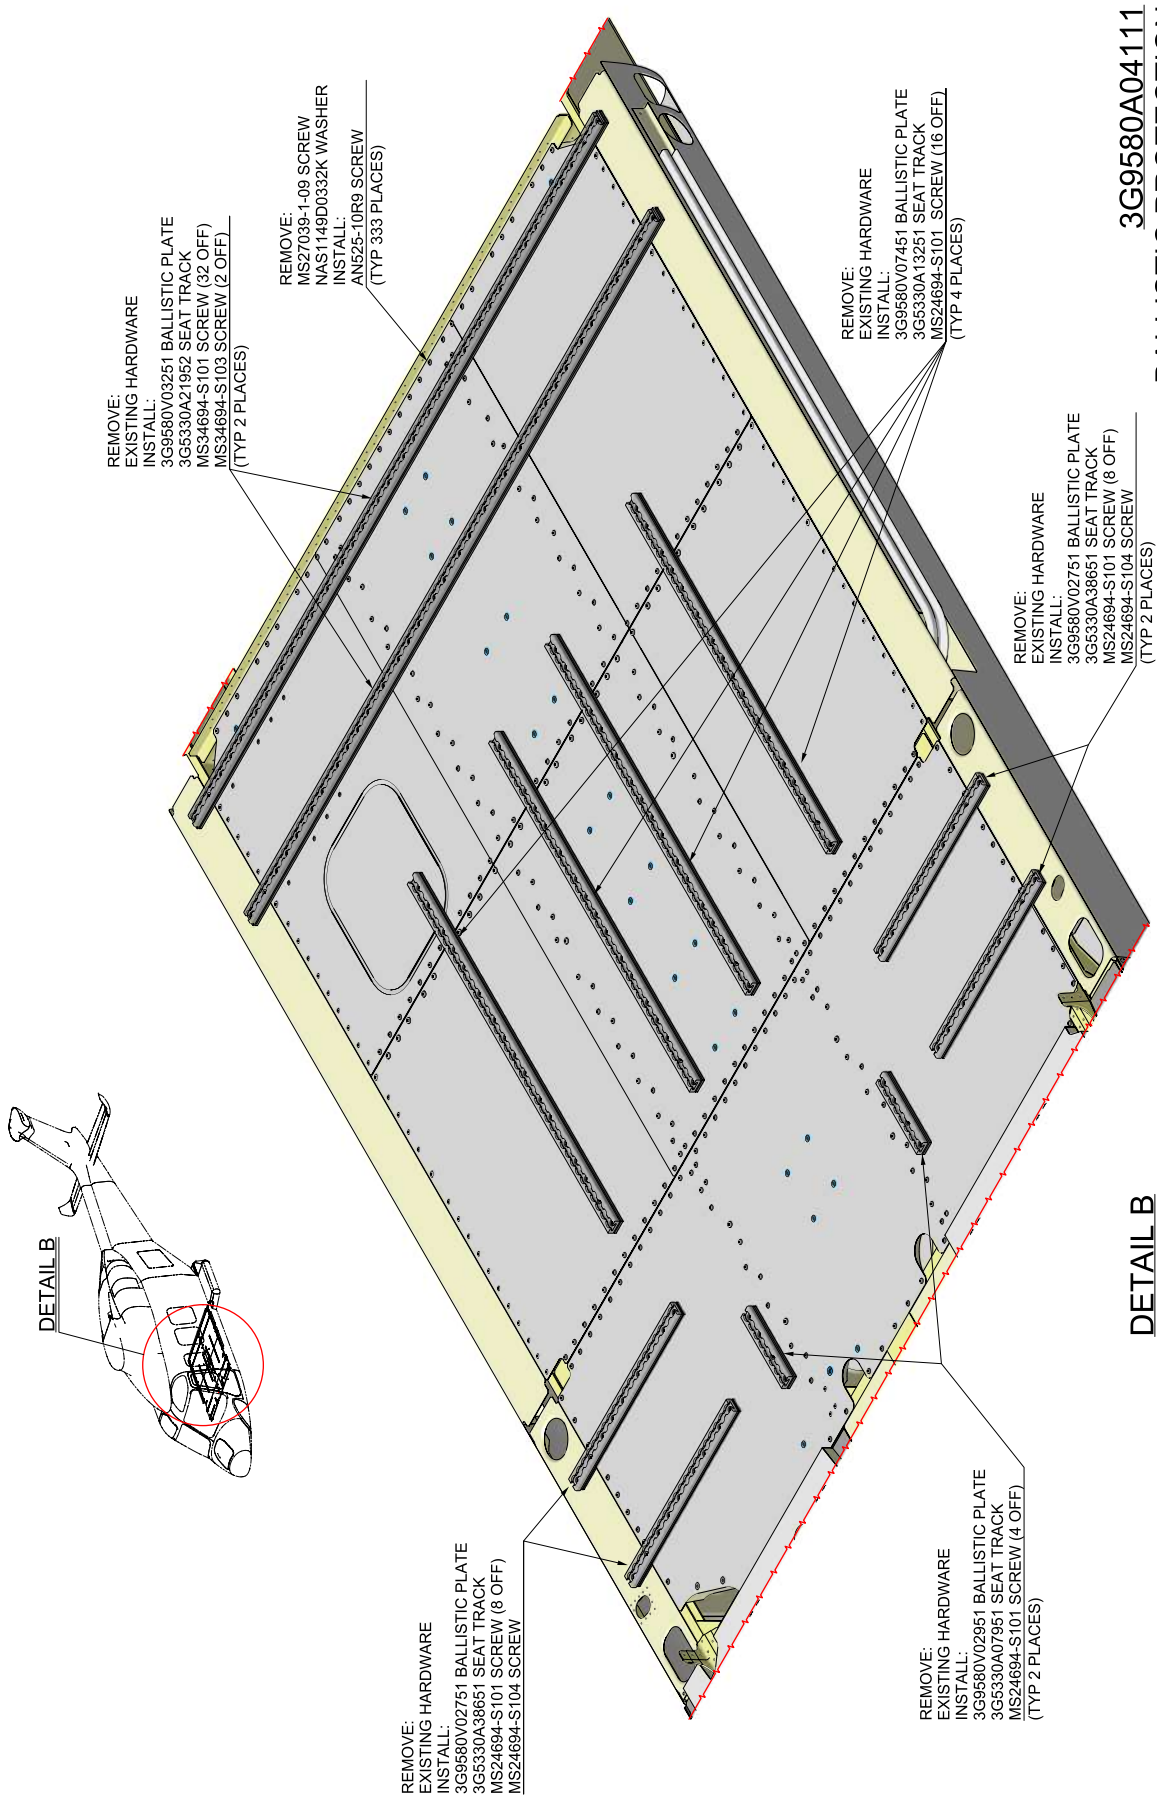 DETAIL B
REMOVE:
EXISTING HARDWARE
INSTALL:
3G9580V03251 BALLISTIC PLATE
3G5330A21952 SEAT TRACK
MS34694-S101 SCREW (32 OFF)
MS34694-S103 SCREW (2 OFF)
(TYP 2 PLACES)
REMOVE:
MS27039-1-09 SCREW
NAS1149D0332K WASHER
INSTALL:
AN525-10R9 SCREW
(TYP 333 PLACES)
REMOVE:
EXISTING HARDWARE
INSTALL:
3G9580V02751 BALLISTIC PLATE
3G5330A38651 SEAT TRACK
MS24694-S101 SCREW (8 OFF)
MS24694-S104 SCREW
REMOVE:
EXISTING HARDWARE
INSTALL:
3G9580V07451 BALLISTIC PLATE
3G5330A13251 SEAT TRACK
MS24694-S101 SCREW (16 OFF)
(TYP 4 PLACES)
REMOVE:
EXISTING HARDWARE
INSTALL:
3G9580V02951 BALLISTIC PLATE
3G5330A07951 SEAT TRACK
MS24694-S101 SCREW (4 OFF)
(TYP 2 PLACES)
REMOVE:
EXISTING HARDWARE
INSTALL:
3G9580V02751 BALLISTIC PLATE
3G5330A38651 SEAT TRACK
MS24694-S101 SCREW (8 OFF)
MS24694-S104 SCREW
(TYP 2 PLACES)
DETAIL B
3G9580A04111